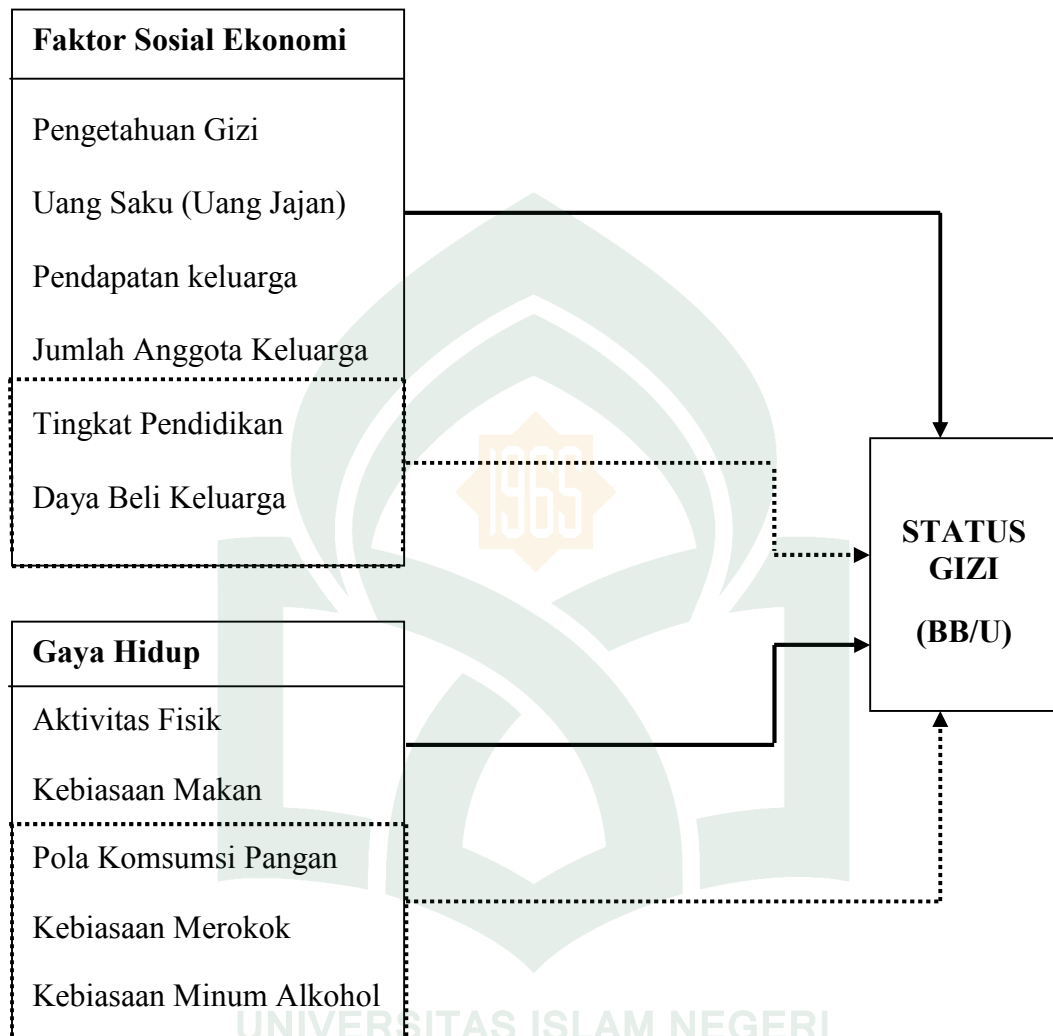 Faktor Sosial Ekonomi
Pengetahuan Gizi
Uang Saku (Uang Jajan)
Pendapatan keluarga
Jumlah Anggota Keluarga
Tingkat Pendidikan
Daya Beli Keluarga
STATUS
GIZI
(BB/U)
Gaya Hidup
Aktivitas Fisik
Kebiasaan Makan
Pola Komsumsi Pangan
Kebiasaan Merokok
Kebiasaan Minum Alkohol
1965
UNIVERSITAS ISLAM NEGERI